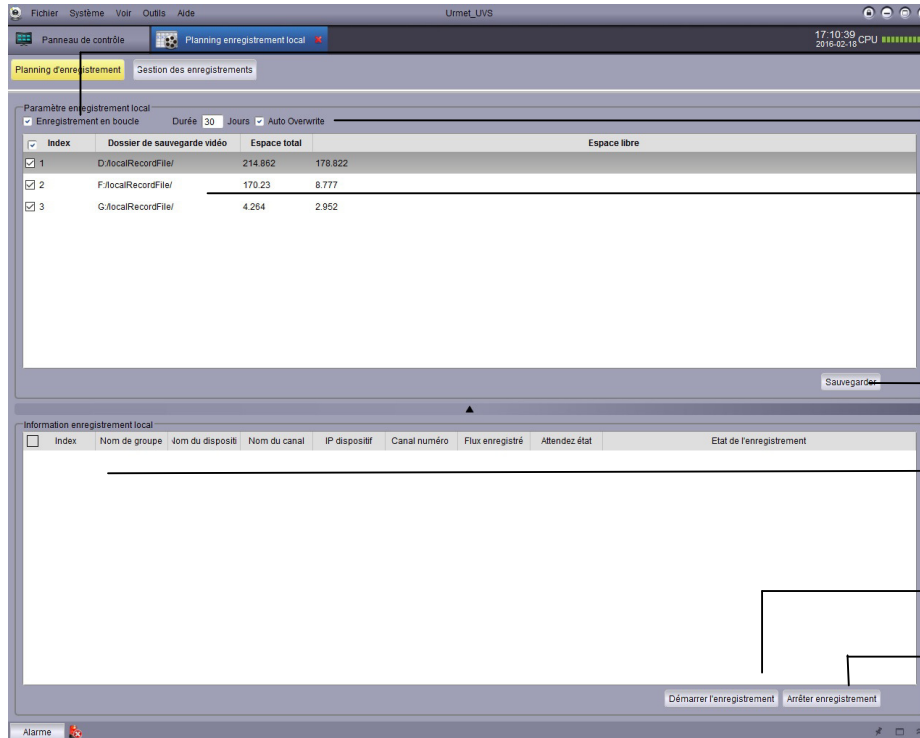 Fichier Système Voir Outils Aide Urmet_UVS
Panneau de contrôle Planning enregistrement local 17:10:39 2016-02-18 CPU
Planning d'enregistrement Gestion des enregistrements
Paramètre enregistrement local
Enregistrement en boucle Durée 30 Jours Auto Overwrite
Index Dossier de sauvegarde vidéo Espace total Espace libre
1 D:/localRecordFile/ 214.862 178.822
2 F:/localRecordFile/ 170.23 8.777
3 G:/localRecordFile/ 4.264 2.952
Sauvegarder
Information enregistrement local
Index Nom de groupe Nom du dispositi Nom du canal IP dispositif Canal numéro Flux enregistré Attendez état Etat de l'enregistrement
Démarrer l'enregistrement Arrêter enregistrement
Alarme